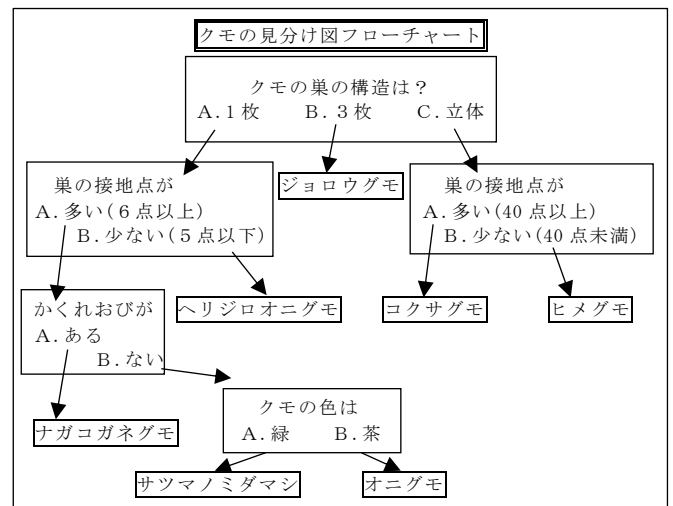 クモの見分け図フローチャート
クモの巣の構造は？
A.1枚　B.3枚　C.立体
巣の接地点が
A.多い(6点以上)
B.少ない(5点以下)
ジョロウグモ
巣の接地点が
A.多い(40点以上)
B.少ない(40点未満)
かくれおびが
A.ある
B.ない
ヘリジロオニグモ
コクサグモ
ヒメグモ
ナガコガネグモ
クモの色は
A.緑　B.茶
サツマノミダマシ
オニグモ